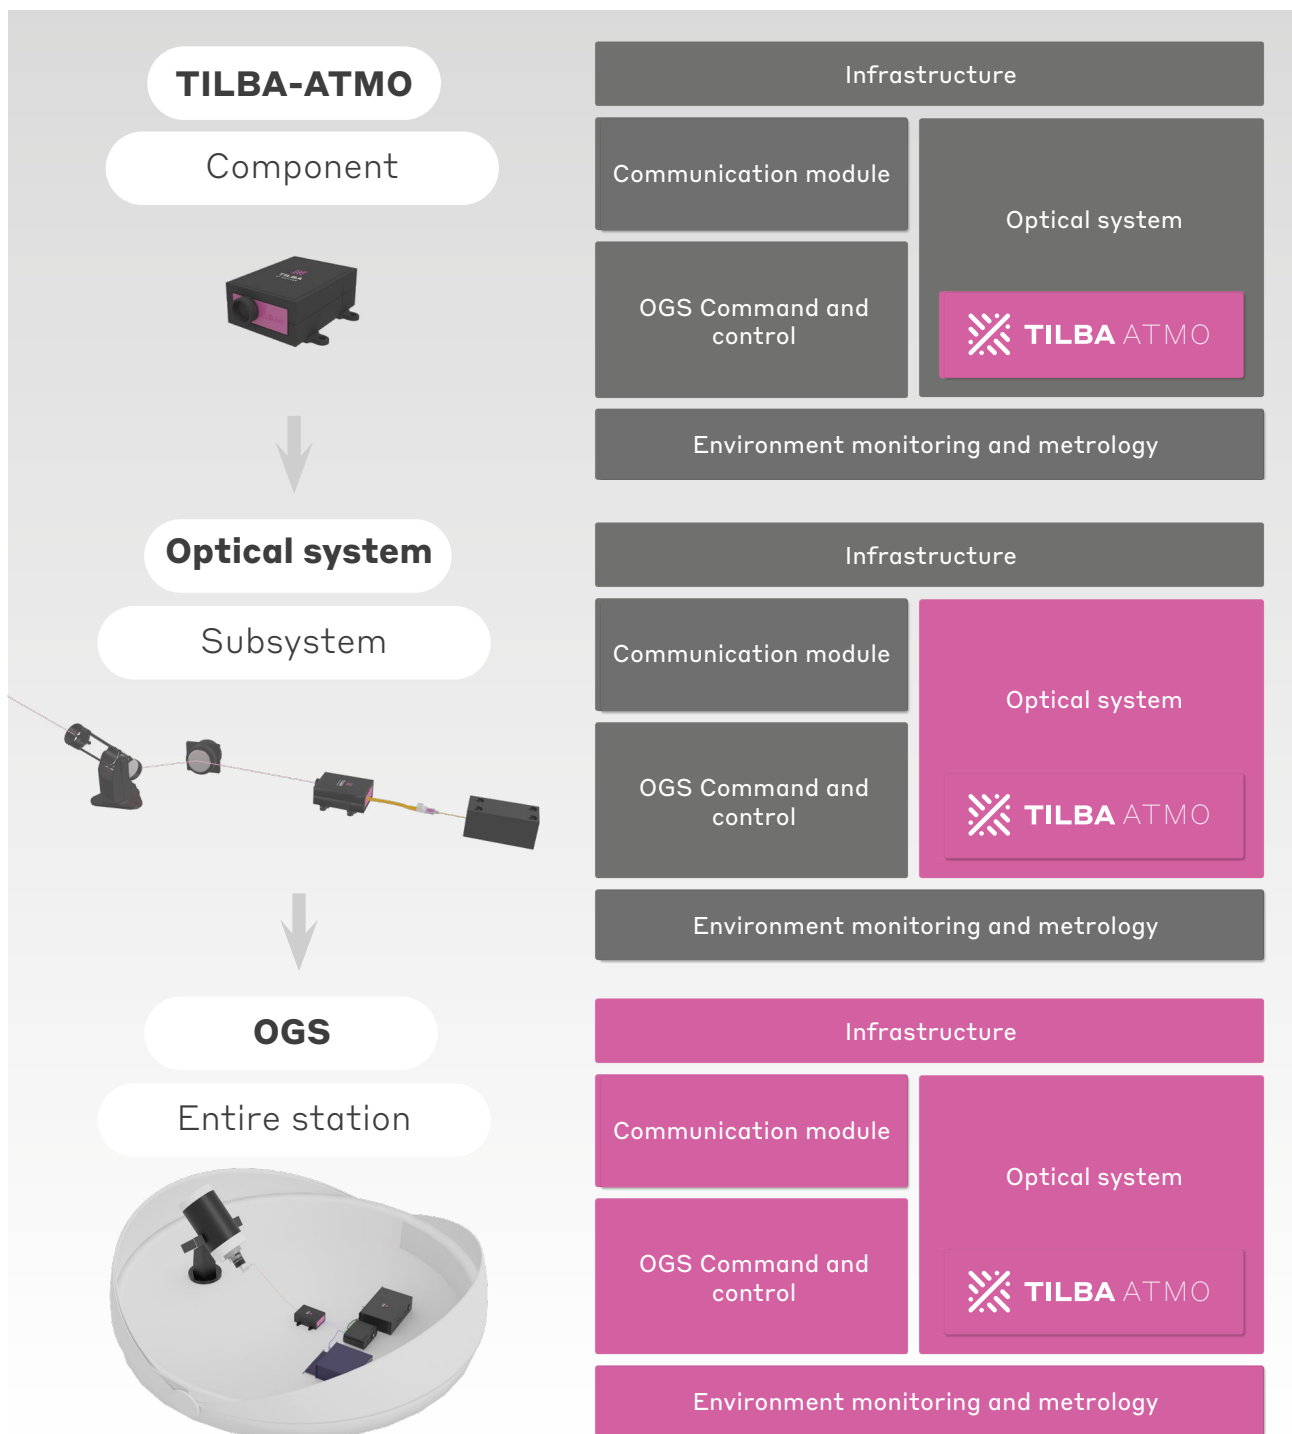 TILBA-ATMO
Component
TILBA
Infrastructure
Communication module
Optical system
OGS Command and
control
TILBA ATMO
Environment monitoring and metrology
Optical system
Subsystem
Infrastructure
Communication module
Optical system
OGS Command and
control
TILBA ATMO
Environment monitoring and metrology
OGS
Entire station
Infrastructure
Communication module
Optical system
OGS Command and
control
TILBA ATMO
Environment monitoring and metrology